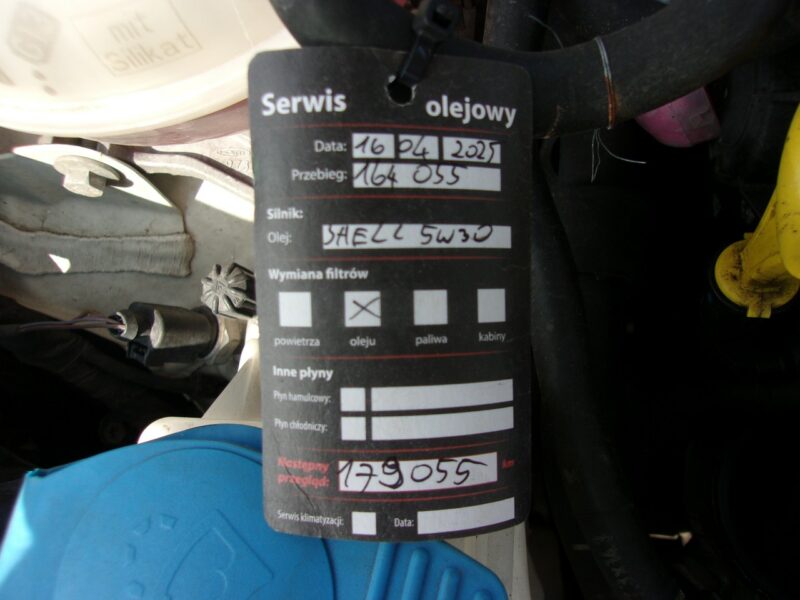 mit
Silikat
Serwis olejowy
Data: 16 04 2025
Przebieg: 164 055
Silnik:
Olej: SHELL 5W30
Wymiana filtrów
powietrza oleju paliwa kabiny
Inne płyny
Płyn hamulcowy:
Płyn chłodniczy:
Następny
przegląd: 179055 km
Serwis klimatyzacji: Data: